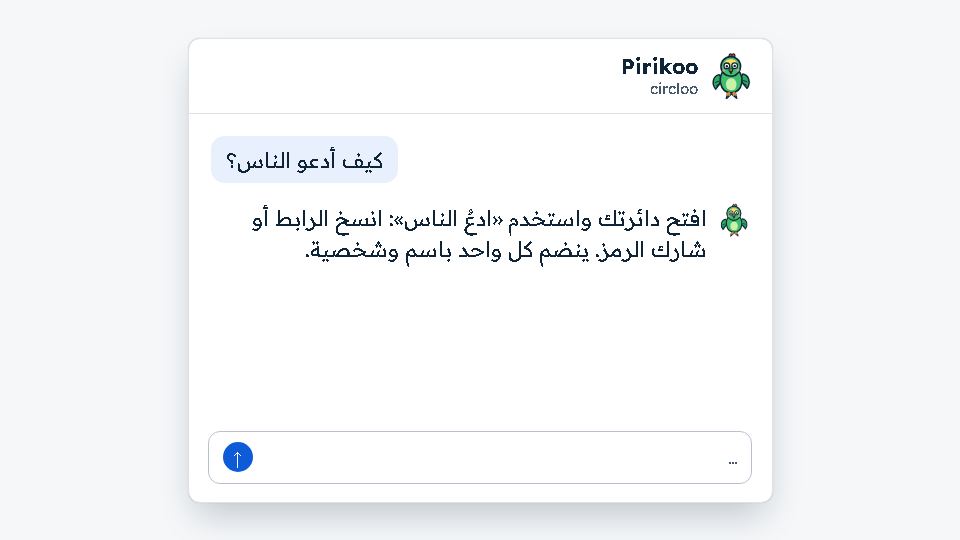 Pirikoo
circloo
كيف أدعو الناس؟
افتح دائرتك واستخدم «ادعُ الناس»: انسخ الرابط أو
شارك الرمز. ينضم كل واحد باسم وشخصية.
…